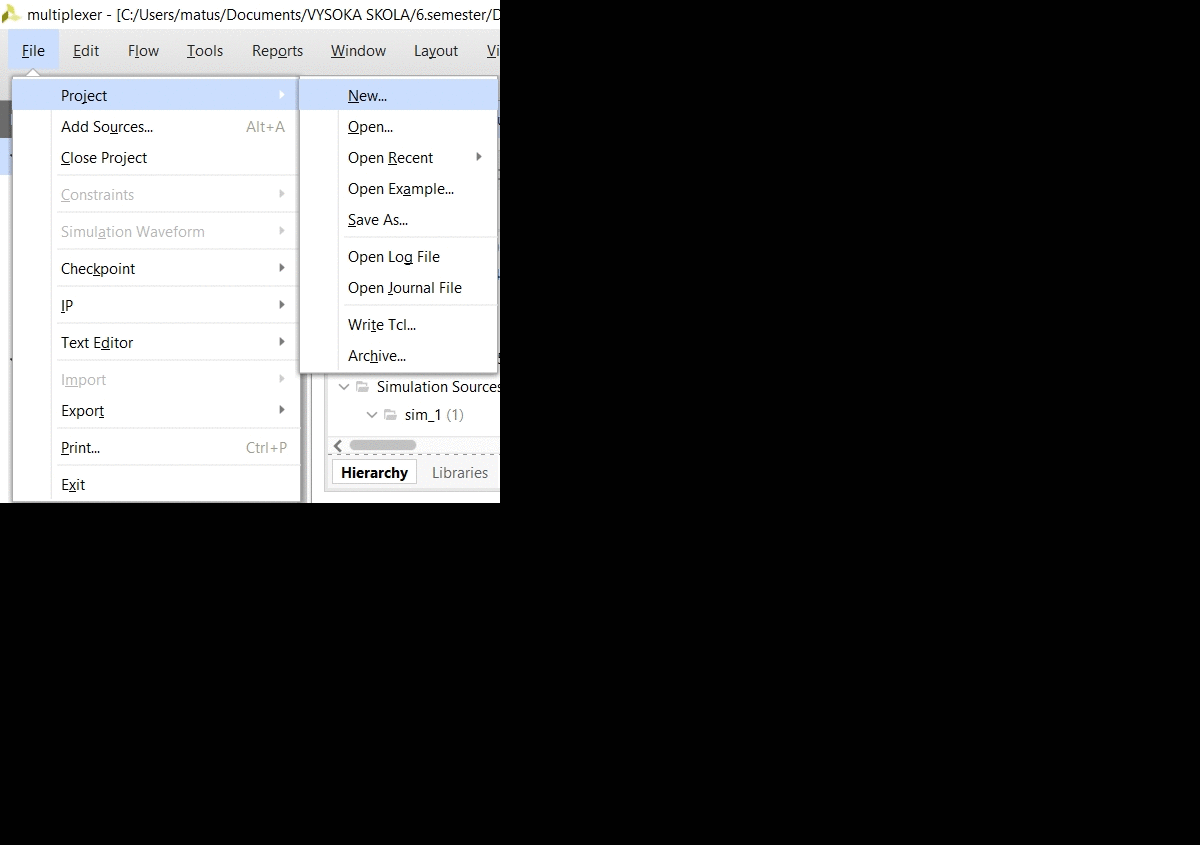 multiplexer - [C:/Users/matus/Documents/VYSOKA SKOLA/6.semester/D
File Edit Flow Tools Reports Window Layout Vi
Project
Add Sources... Alt+A
Close Project
Constraints
Simulation Waveform
Checkpoint
IP
Text Editor
Import
Export
Print... Ctrl+P
Exit
New...
Open...
Open Recent
Open Example...
Save As...
Open Log File
Open Journal File
Write Tcl...
Archive...
Simulation Sources
sim_1 (1)
Hierarchy Libraries